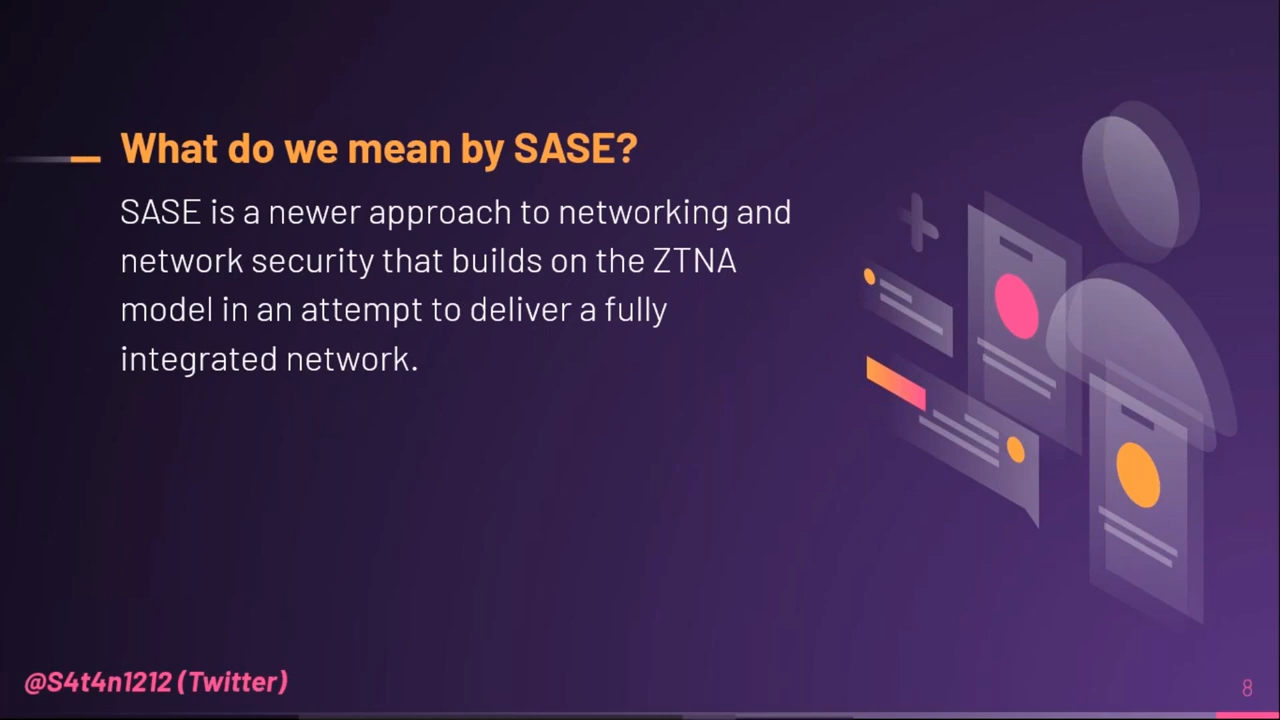 What do we mean by SASE?
SASE is a newer approach to networking and
network security that builds on the ZTNA
model in an attempt to deliver a fully
integrated network.
@S4t4n1212 (Twitter)
8